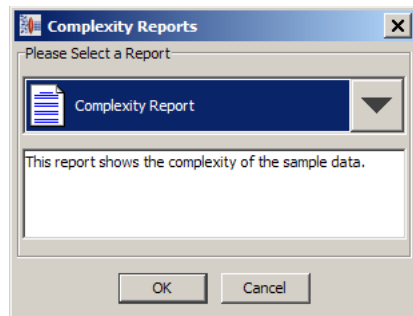 Complexity Reports
Please Select a Report
Complexity Report
This report shows the complexity of the sample data.
OK
Cancel